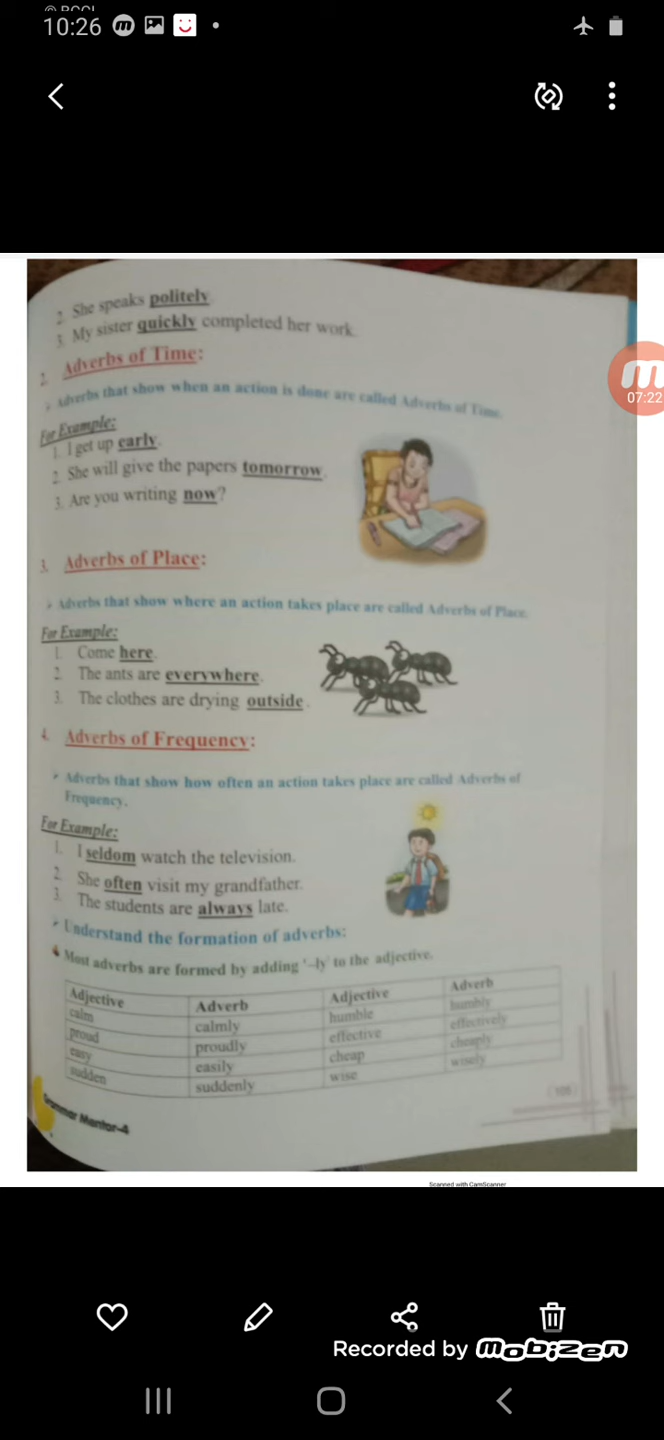 © BCCL
10:26
2. She speaks politely.
3. My sister quickly completed her work.
2. Adverbs of Time:
Adverbs that show when an action is done are called Adverbs of Time.
For Example:
1. I get up early.
2. She will give the papers tomorrow.
3. Are you writing now?
07:22
3. Adverbs of Place:
Adverbs that show where an action takes place are called Adverbs of Place.
For Example:
1. Come here.
2. The ants are everywhere.
3. The clothes are drying outside.
4. Adverbs of Frequency:
Adverbs that show how often an action takes place are called Adverbs of
Frequency.
For Example:
1. I seldom watch the television.
2. She often visit my grandfather.
3. The students are always late.
Understand the formation of adverbs:
Most adverbs are formed by adding '–ly' to the adjective.
Adjective Adverb Adjective Adverb
calm calmly humble humbly
proud proudly effective effectively
easy easily cheap cheaply
sudden suddenly wise wisely
105
Grammar Mentor-4
Scanned with CamScanner
Recorded by mobizen